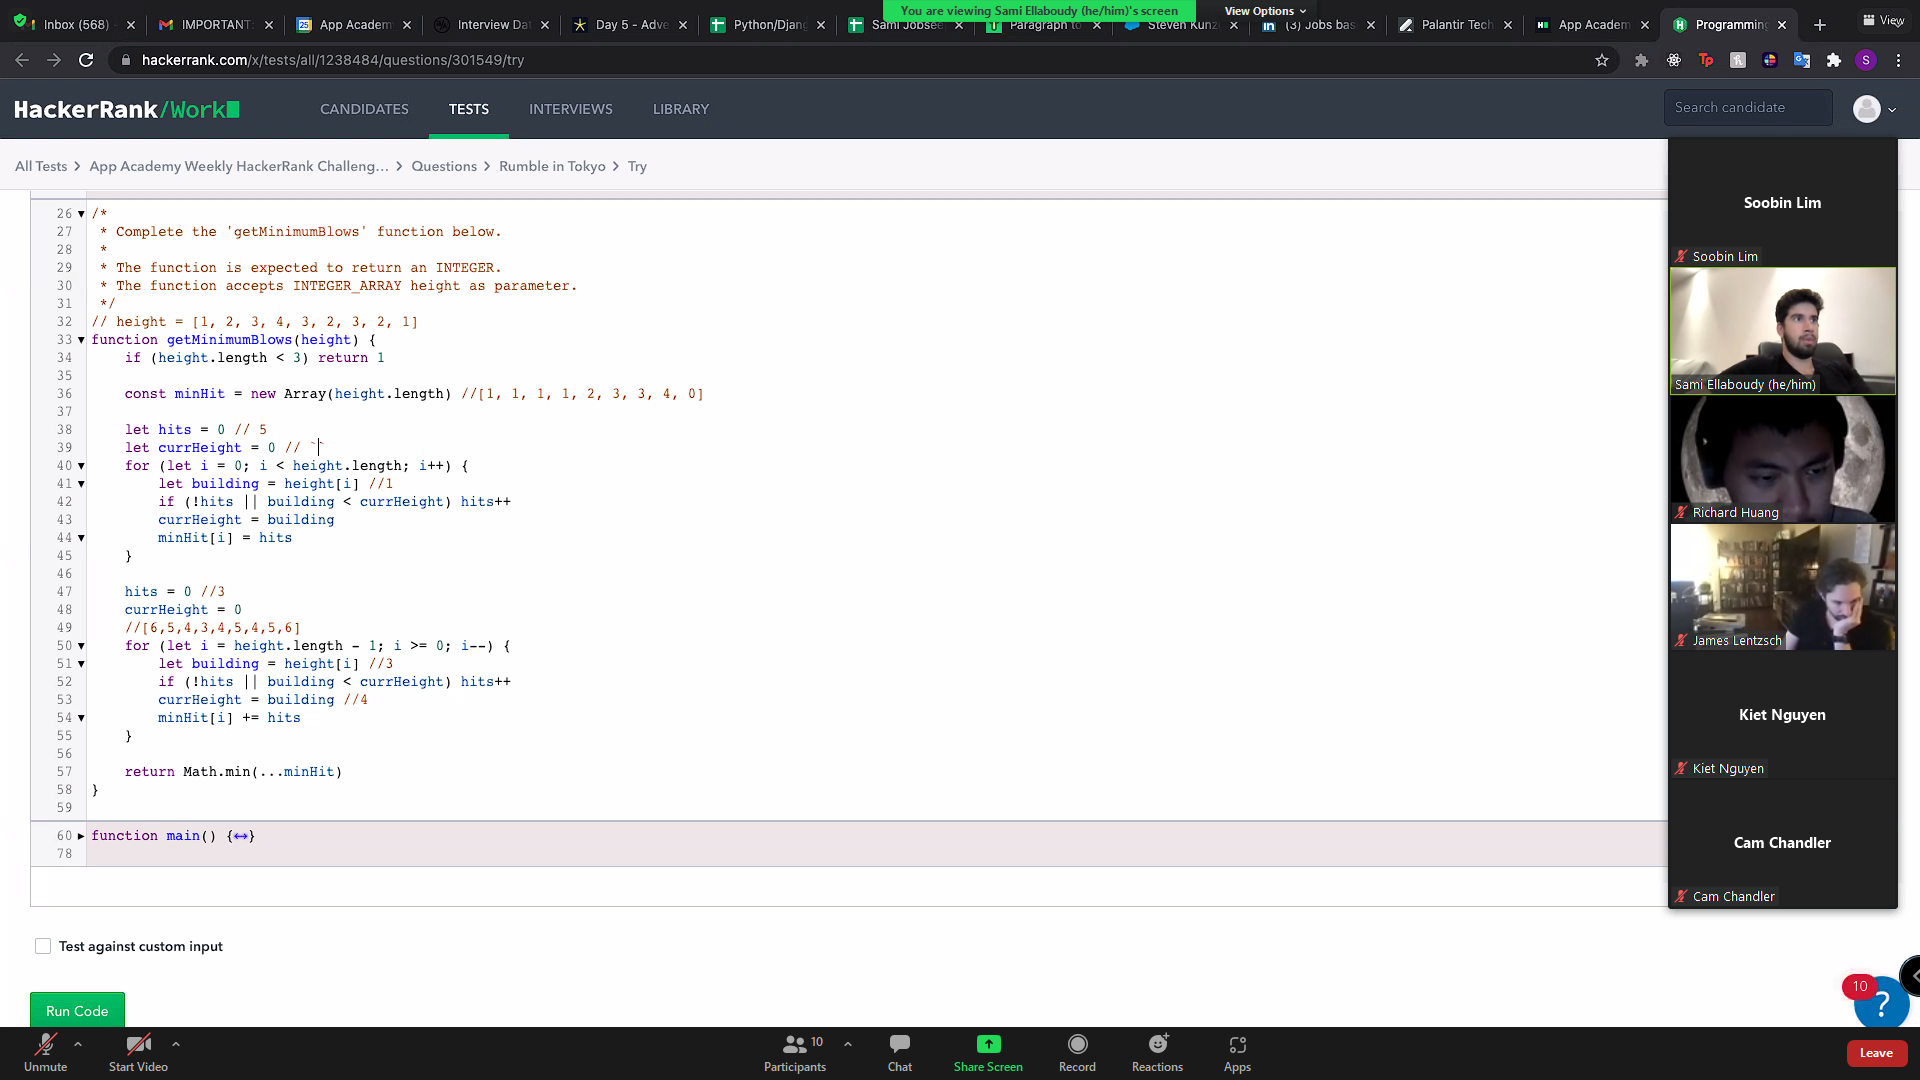 Inbox (568)
IMPORTANT:
App Academ
Interview Da
Day 5 - Adve
Python/Djang
Sami Jobsee
Paragraph to
Steven Kunz
(3) Jobs bas
Palantir Tech
App Academ
Programming
You are viewing Sami Ellaboudy (he/him)'s screen
View Options
View
hackerrank.com/x/tests/all/1238484/questions/301549/try
HackerRank/Work
CANDIDATES
TESTS
INTERVIEWS
LIBRARY
Search candidate
All Tests > App Academy Weekly HackerRank Challeng... > Questions > Rumble in Tokyo > Try
26 /*
27  * Complete the 'getMinimumBlows' function below.
28  *
29  * The function is expected to return an INTEGER.
30  * The function accepts INTEGER_ARRAY height as parameter.
31  */
32 // height = [1, 2, 3, 4, 3, 2, 3, 2, 1]
33 function getMinimumBlows(height) {
34     if (height.length < 3) return 1
35
36     const minHit = new Array(height.length) //[1, 1, 1, 1, 2, 3, 3, 4, 0]
37
38     let hits = 0 // 5
39     let currHeight = 0 // ``
40     for (let i = 0; i < height.length; i++) {
41         let building = height[i] //1
42         if (!hits || building < currHeight) hits++
43         currHeight = building
44         minHit[i] = hits
45     }
46
47     hits = 0 //3
48     currHeight = 0
49     //[6,5,4,3,4,5,4,5,6]
50     for (let i = height.length - 1; i >= 0; i--) {
51         let building = height[i] //3
52         if (!hits || building < currHeight) hits++
53         currHeight = building //4
54         minHit[i] += hits
55     }
56
57     return Math.min(...minHit)
58 }
59
60 function main() {↔}
78
Test against custom input
Run Code
Soobin Lim
Soobin Lim
Sami Ellaboudy (he/him)
Richard Huang
James Lentzsch
Kiet Nguyen
Kiet Nguyen
Cam Chandler
Cam Chandler
10
?
Unmute
Start Video
Participants 10
Chat
Share Screen
Record
Reactions
Apps
Leave